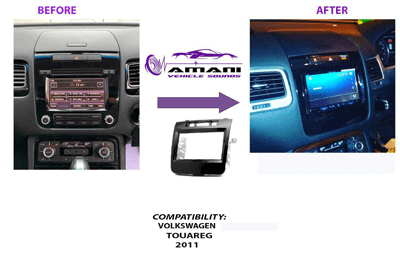 BEFORE
AFTER
AMANI
VEHICLE SOUNDS
COMPATIBILITY:
VOLKSWAGEN
TOUAREG
2011